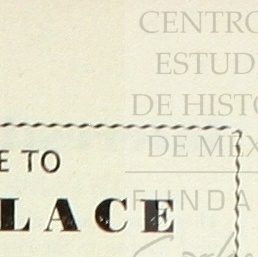 CENTRO
ESTUD
DE HISTO
DE MEX
E TO
FUNDA
LACE